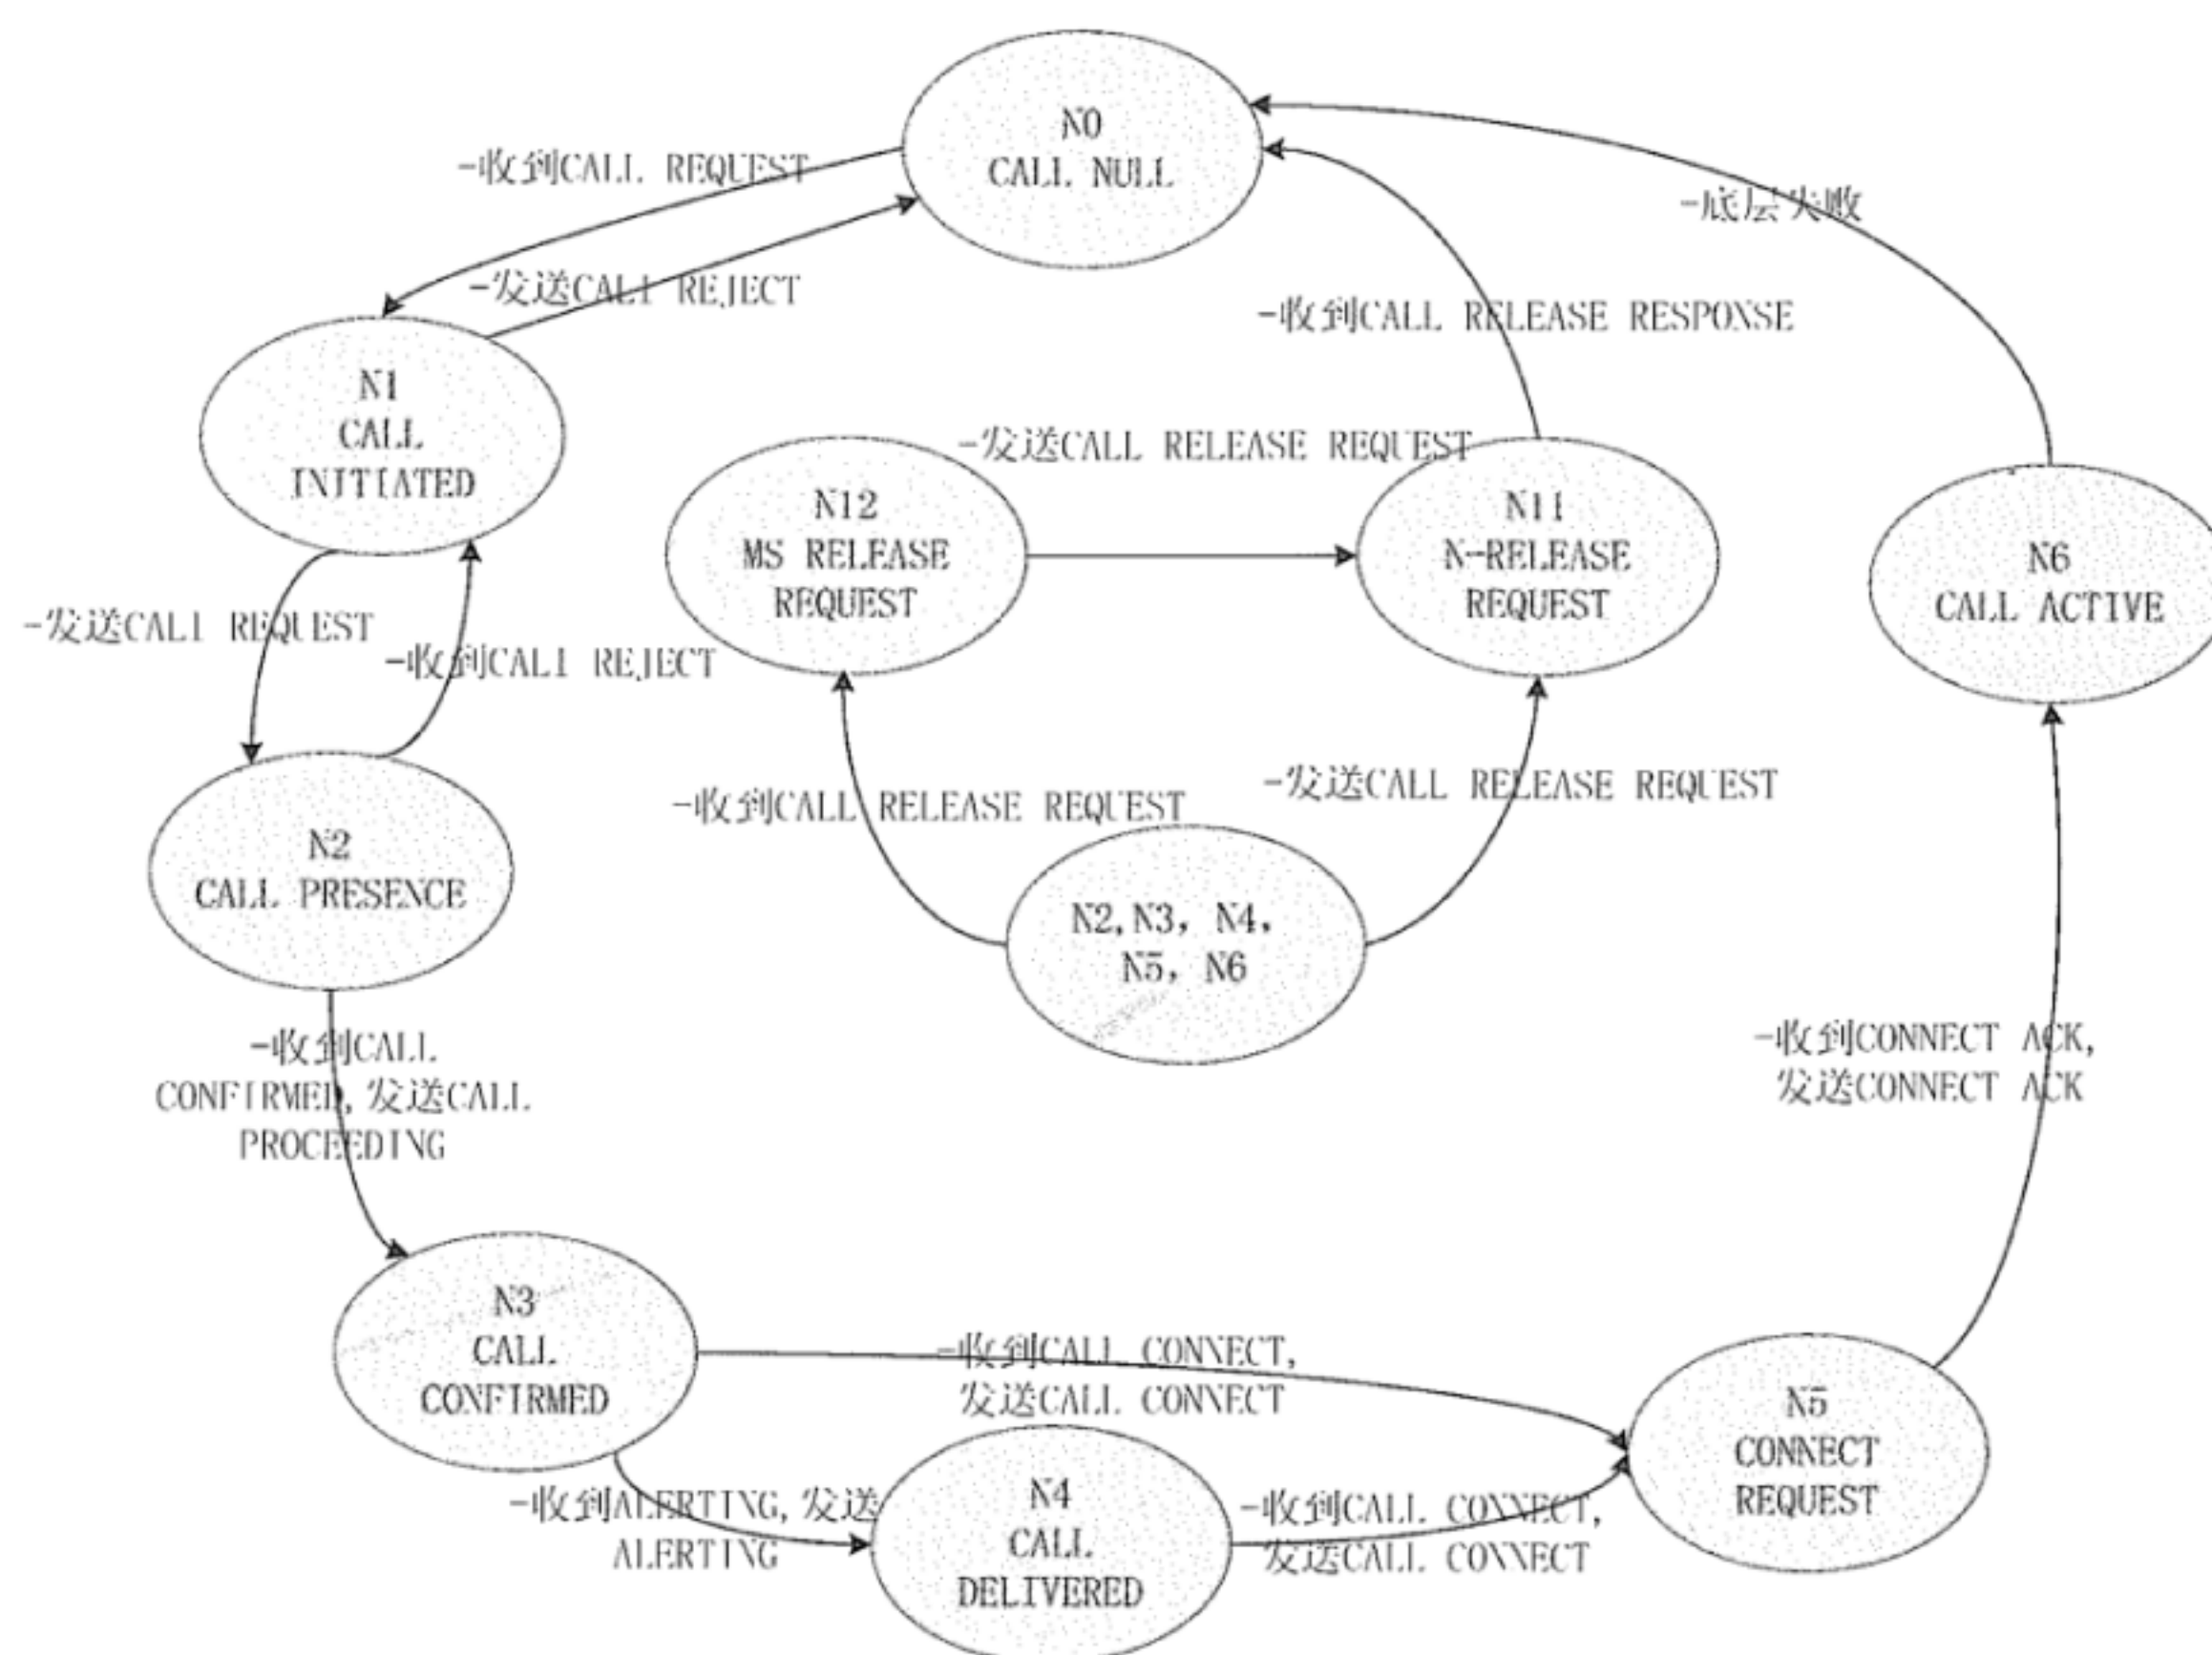 N0
CALL NULL
-收到CALL REQUEST
-底层失败
-发送CALL REJECT
-收到CALL RELEASE RESPONSE
N1
CALL
INITIATED
-发送CALL RELEASE REQUEST
N12
MS RELEASE
REQUEST
N11
N-RELEASE
REQUEST
N6
CALL ACTIVE
-发送CALL REQUEST
-收到CALL REJECT
-收到CALL RELEASE REQUEST
-发送CALL RELEASE REQUEST
N2
CALL PRESENCE
N2,N3, N4,
N5, N6
-收到CALL
CONFIRMED,发送CALL
PROCEEDING
-收到CONNECT ACK,
发送CONNECT ACK
N3
CALL
CONFIRMED
-收到CALL CONNECT,
发送CALL CONNECT
N5
CONNECT
REQUEST
-收到ALERTING,发送
ALERTING
N4
CALL
DELIVERED
-收到CALL CONNECT,
发送CALL CONNECT